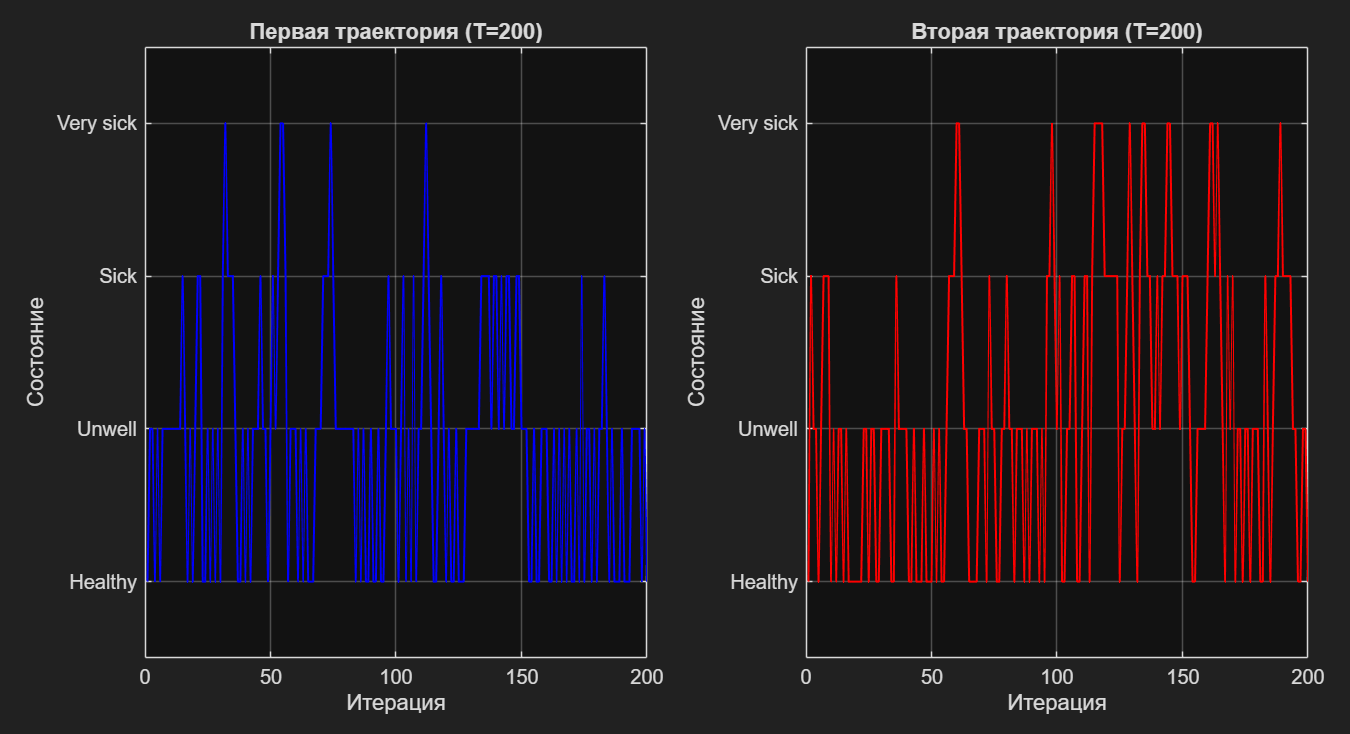 Первая траектория (T=200)
Very sick
Sick
Unwell
Healthy
Состояние
0 50 100 150 200
Итерация
Вторая траектория (T=200)
Very sick
Sick
Unwell
Healthy
Состояние
0 50 100 150 200
Итерация